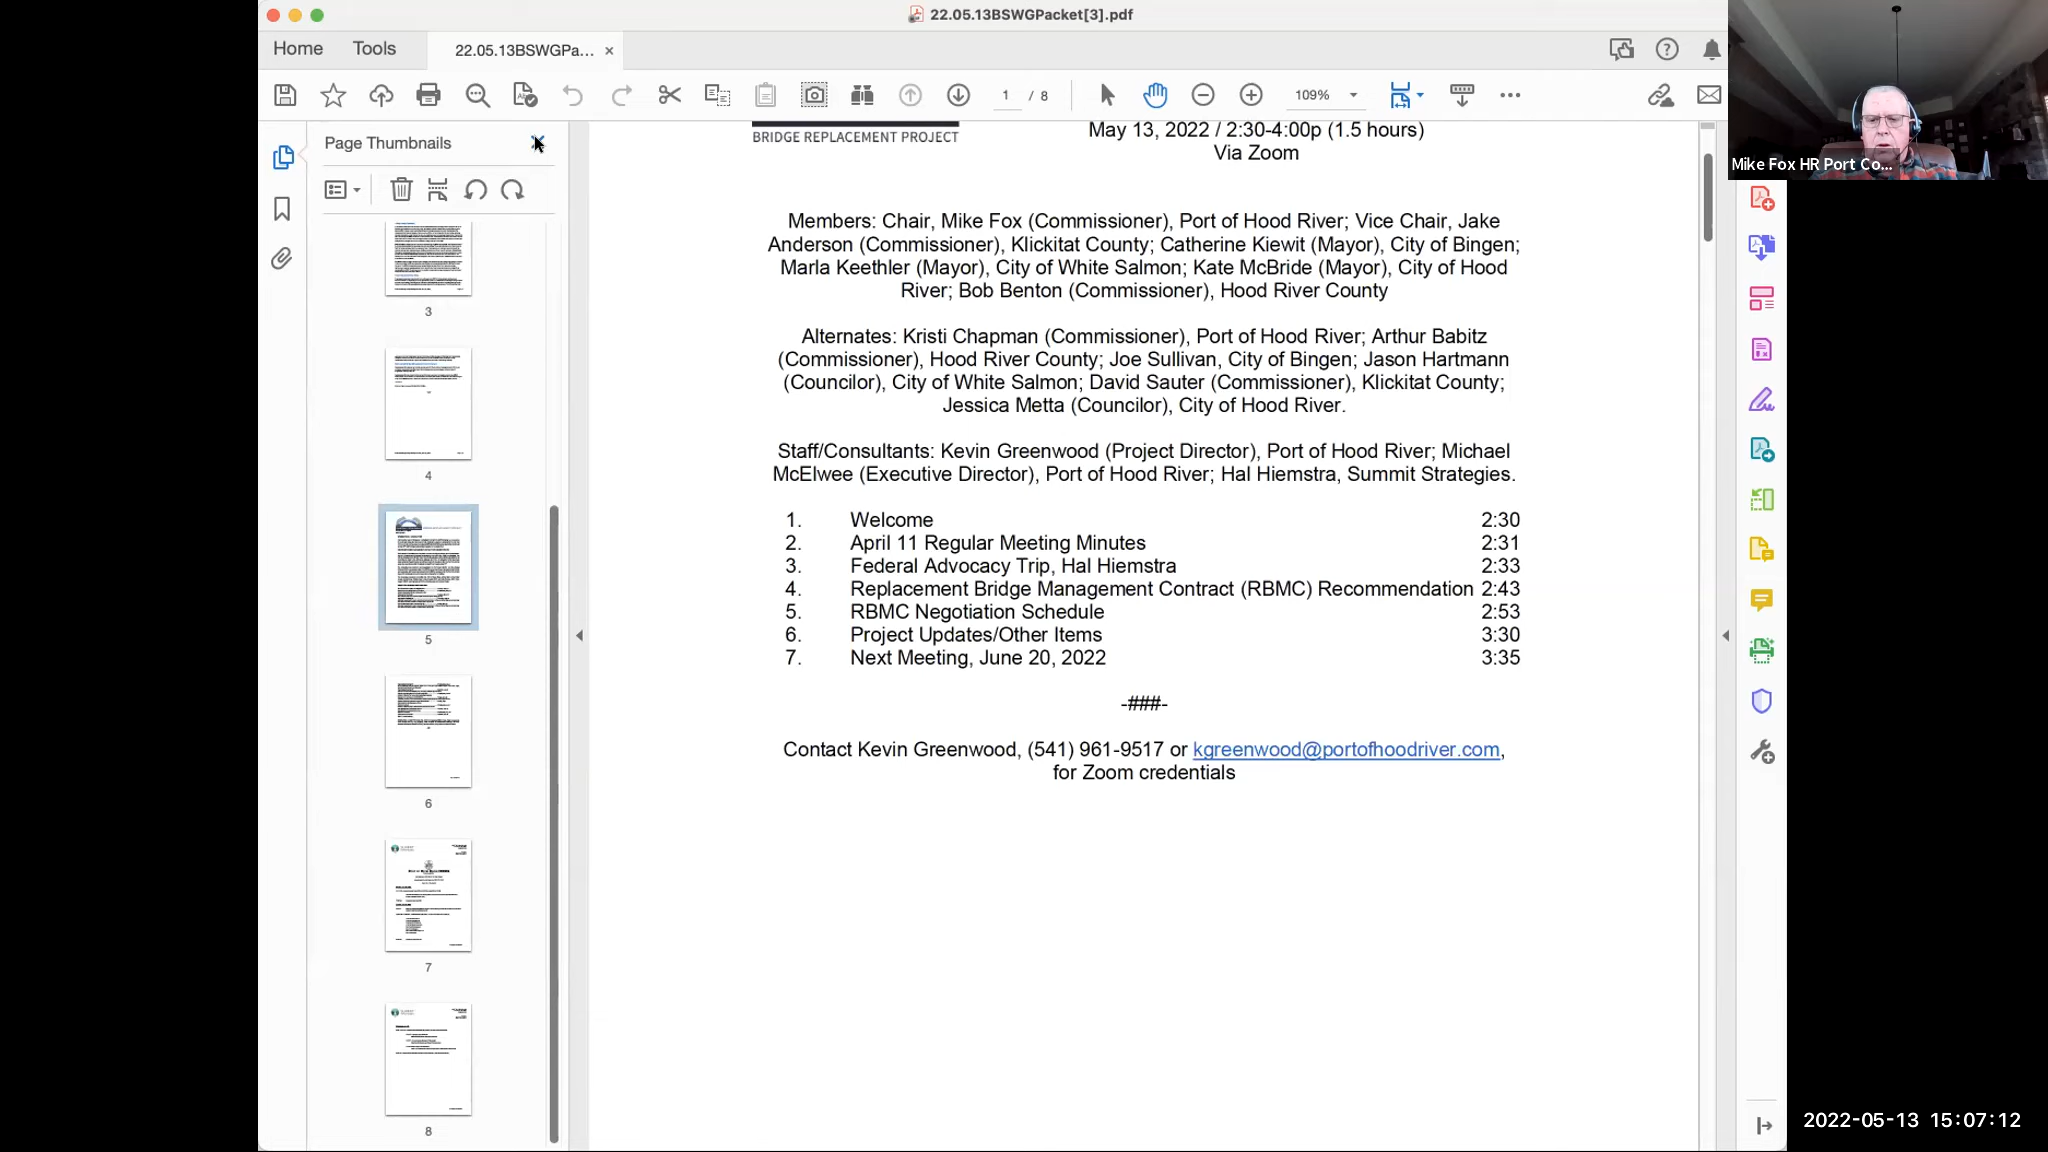 22.05.13BSWGPacket[3].pdf
Home
Tools
22.05.13BSWGPa...
1 / 8
109%
Page Thumbnails
3
4
5
6
7
8
BRIDGE REPLACEMENT PROJECT
May 13, 2022 / 2:30-4:00p (1.5 hours)
Via Zoom
Members: Chair, Mike Fox (Commissioner), Port of Hood River; Vice Chair, Jake
Anderson (Commissioner), Klickitat County; Catherine Kiewit (Mayor), City of Bingen;
Marla Keethler (Mayor), City of White Salmon; Kate McBride (Mayor), City of Hood
River; Bob Benton (Commissioner), Hood River County
Alternates: Kristi Chapman (Commissioner), Port of Hood River; Arthur Babitz
(Commissioner), Hood River County; Joe Sullivan, City of Bingen; Jason Hartmann
(Councilor), City of White Salmon; David Sauter (Commissioner), Klickitat County;
Jessica Metta (Councilor), City of Hood River.
Staff/Consultants: Kevin Greenwood (Project Director), Port of Hood River; Michael
McElwee (Executive Director), Port of Hood River; Hal Hiemstra, Summit Strategies.
1. Welcome 2:30
2. April 11 Regular Meeting Minutes 2:31
3. Federal Advocacy Trip, Hal Hiemstra 2:33
4. Replacement Bridge Management Contract (RBMC) Recommendation 2:43
5. RBMC Negotiation Schedule 2:53
6. Project Updates/Other Items 3:30
7. Next Meeting, June 20, 2022 3:35
-###-
Contact Kevin Greenwood, (541) 961-9517 or kgreenwood@portofhoodriver.com,
for Zoom credentials
Mike Fox HR Port Co...
2022-05-13 15:07:12